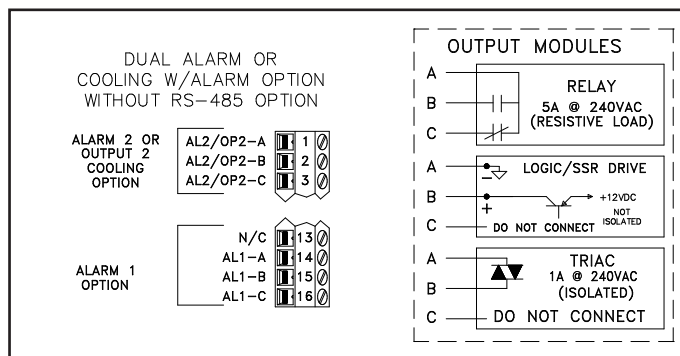 DUAL ALARM OR
COOLING W/ALARM OPTION
WITHOUT RS-485 OPTION
ALARM 2 OR
OUTPUT 2
COOLING
OPTION
AL2/OP2-A 1
AL2/OP2-B 2
AL2/OP2-C 3
ALARM 1
OPTION
N/C 13
AL1-A 14
AL1-B 15
AL1-C 16
OUTPUT MODULES
A
B
C
RELAY
5A @ 240VAC
(RESISTIVE LOAD)
A
B
C
LOGIC/SSR DRIVE
-
+
+12VDC
NOT
ISOLATED
DO NOT CONNECT
A
B
C
TRIAC
1A @ 240VAC
(ISOLATED)
DO NOT CONNECT